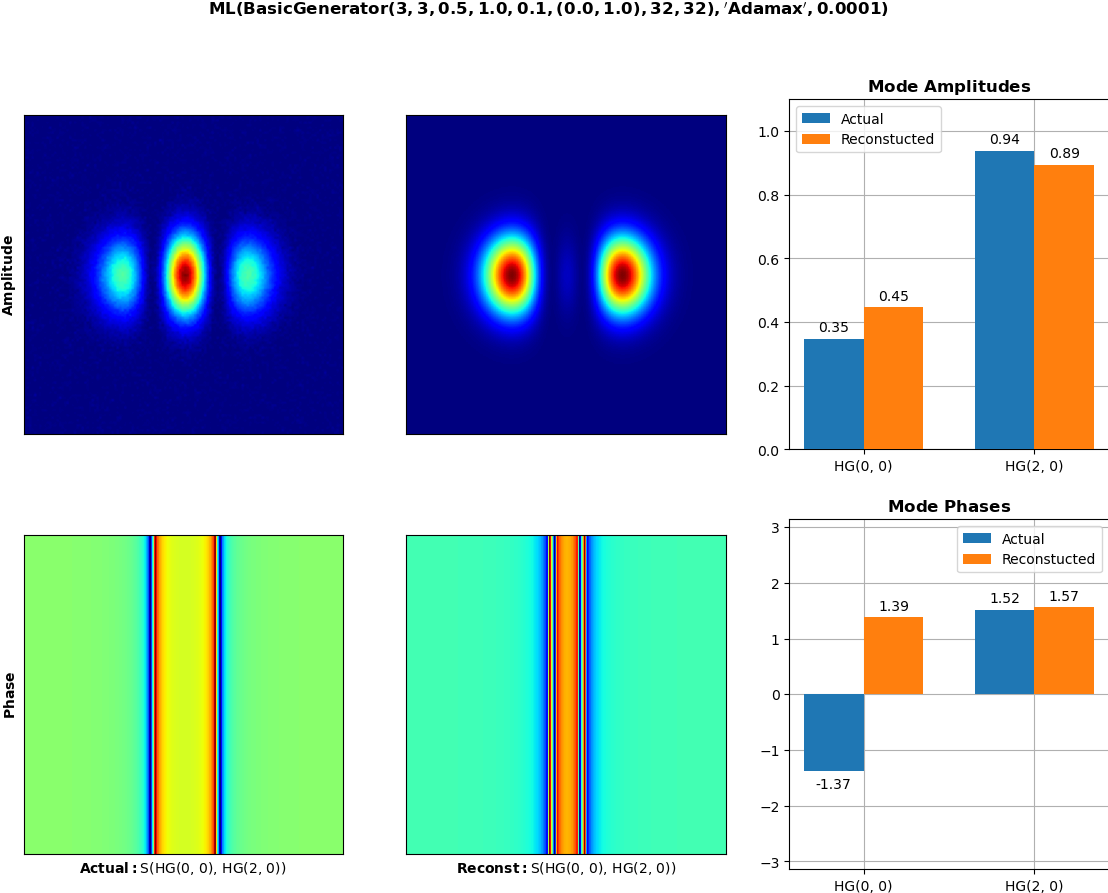 ML(BasicGenerator(3, 3, 0.5, 1.0, 0.1, (0.0, 1.0), 32, 32), ′Adamax′, 0.0001)
Amplitude
Mode Amplitudes
Actual
Reconstucted
1.0
0.8
0.6
0.4
0.2
0.0
0.35
0.45
0.94
0.89
HG(0, 0)
HG(2, 0)
Phase
Actual: S(HG(0, 0), HG(2, 0))
Reconst: S(HG(0, 0), HG(2, 0))
Mode Phases
Actual
Reconstucted
3
2
1
0
−1
−2
−3
-1.37
1.39
1.52
1.57
HG(0, 0)
HG(2, 0)